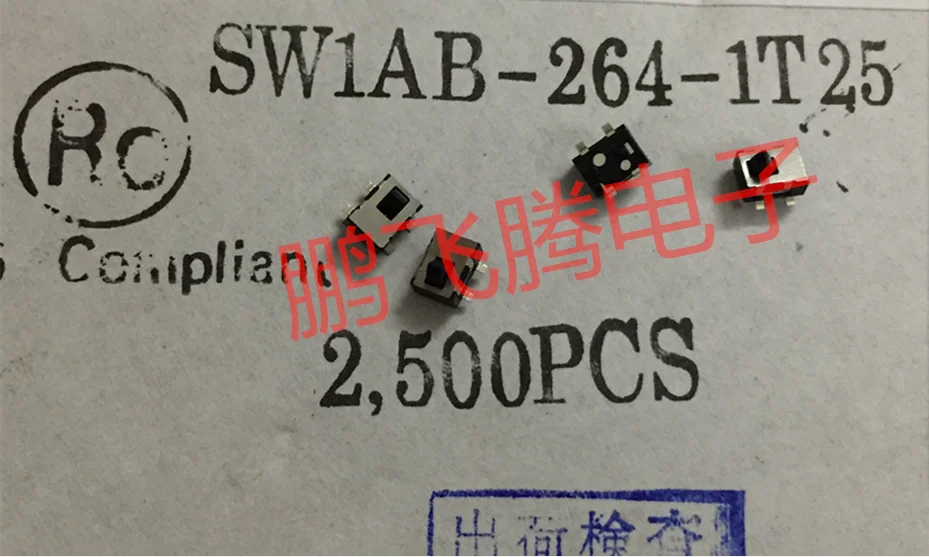 SW1AB-264-1T25
Rc
Compliant
鹏飞腾电子
2,500PCS
出荷検査